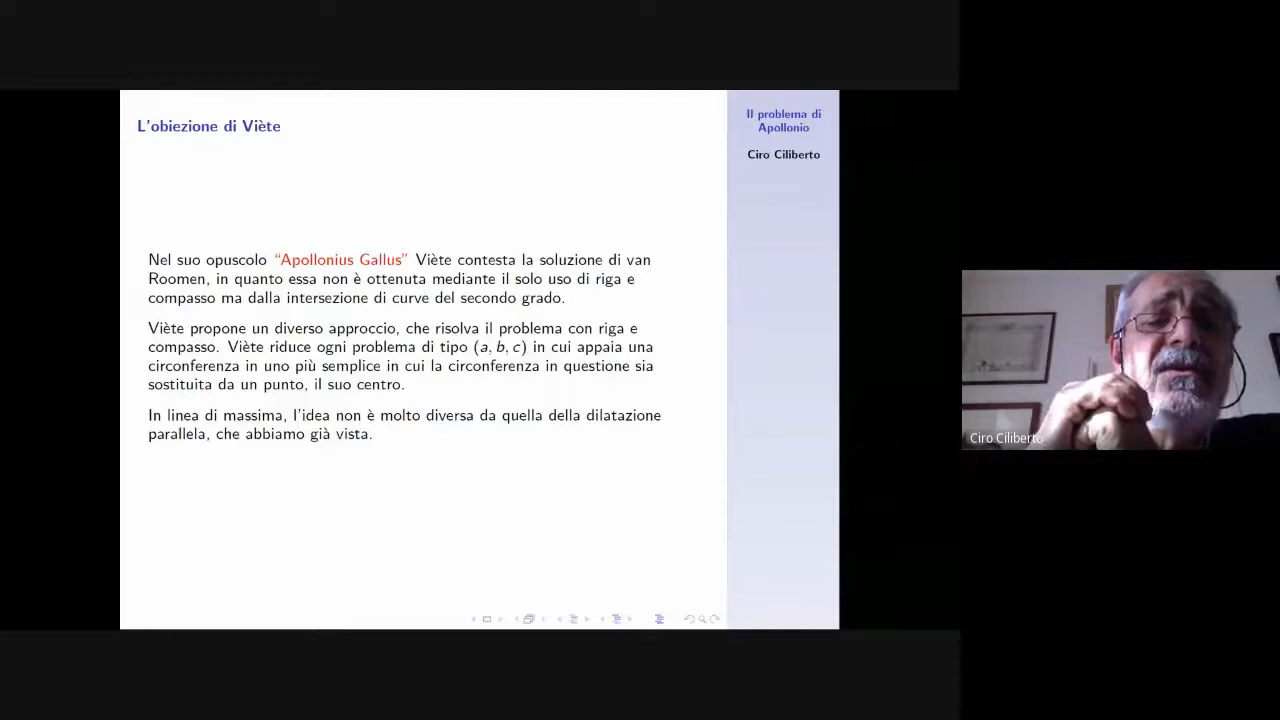 L'obiezione di Viète
Il problema di
Apollonio
Ciro Ciliberto
Nel suo opuscolo “Apollonius Gallus” Viète contesta la soluzione di van
Roomen, in quanto essa non è ottenuta mediante il solo uso di riga e
compasso ma dalla intersezione di curve del secondo grado.
Viète propone un diverso approccio, che risolva il problema con riga e
compasso. Viète riduce ogni problema di tipo (a, b, c) in cui appaia una
circonferenza in uno più semplice in cui la circonferenza in questione sia
sostituita da un punto, il suo centro.
In linea di massima, l'idea non è molto diversa da quella della dilatazione
parallela, che abbiamo già vista.
Ciro Ciliberto